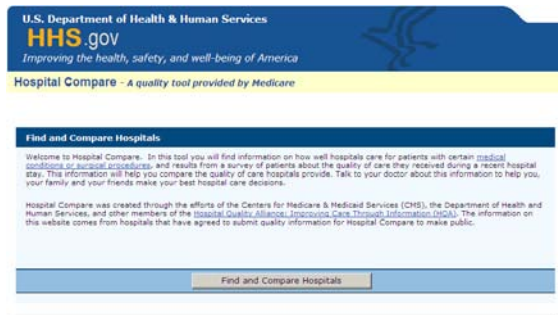 U.S. Department of Health & Human Services
HHS.gov
Improving the health, safety, and well-being of America
Hospital Compare - A quality tool provided by Medicare
Find and Compare Hospitals
Welcome to Hospital Compare. In this tool you will find information on how well hospitals care for patients with certain medical
conditions or surgical procedures, and results from a survey of patients about the quality of care they received during a recent hospital
stay. This information will help you compare the quality of care hospitals provide. Talk to your doctor about this information to help you,
your family and your friends make your best hospital care decisions.
Hospital Compare was created through the efforts of the Centers for Medicare & Medicaid Services (CMS), the Department of Health and
Human Services, and other members of the Hospital Quality Alliance: Improving Care Through Information (HQA). The information on
this website comes from hospitals that have agreed to submit quality information for Hospital Compare to make public.
Find and Compare Hospitals